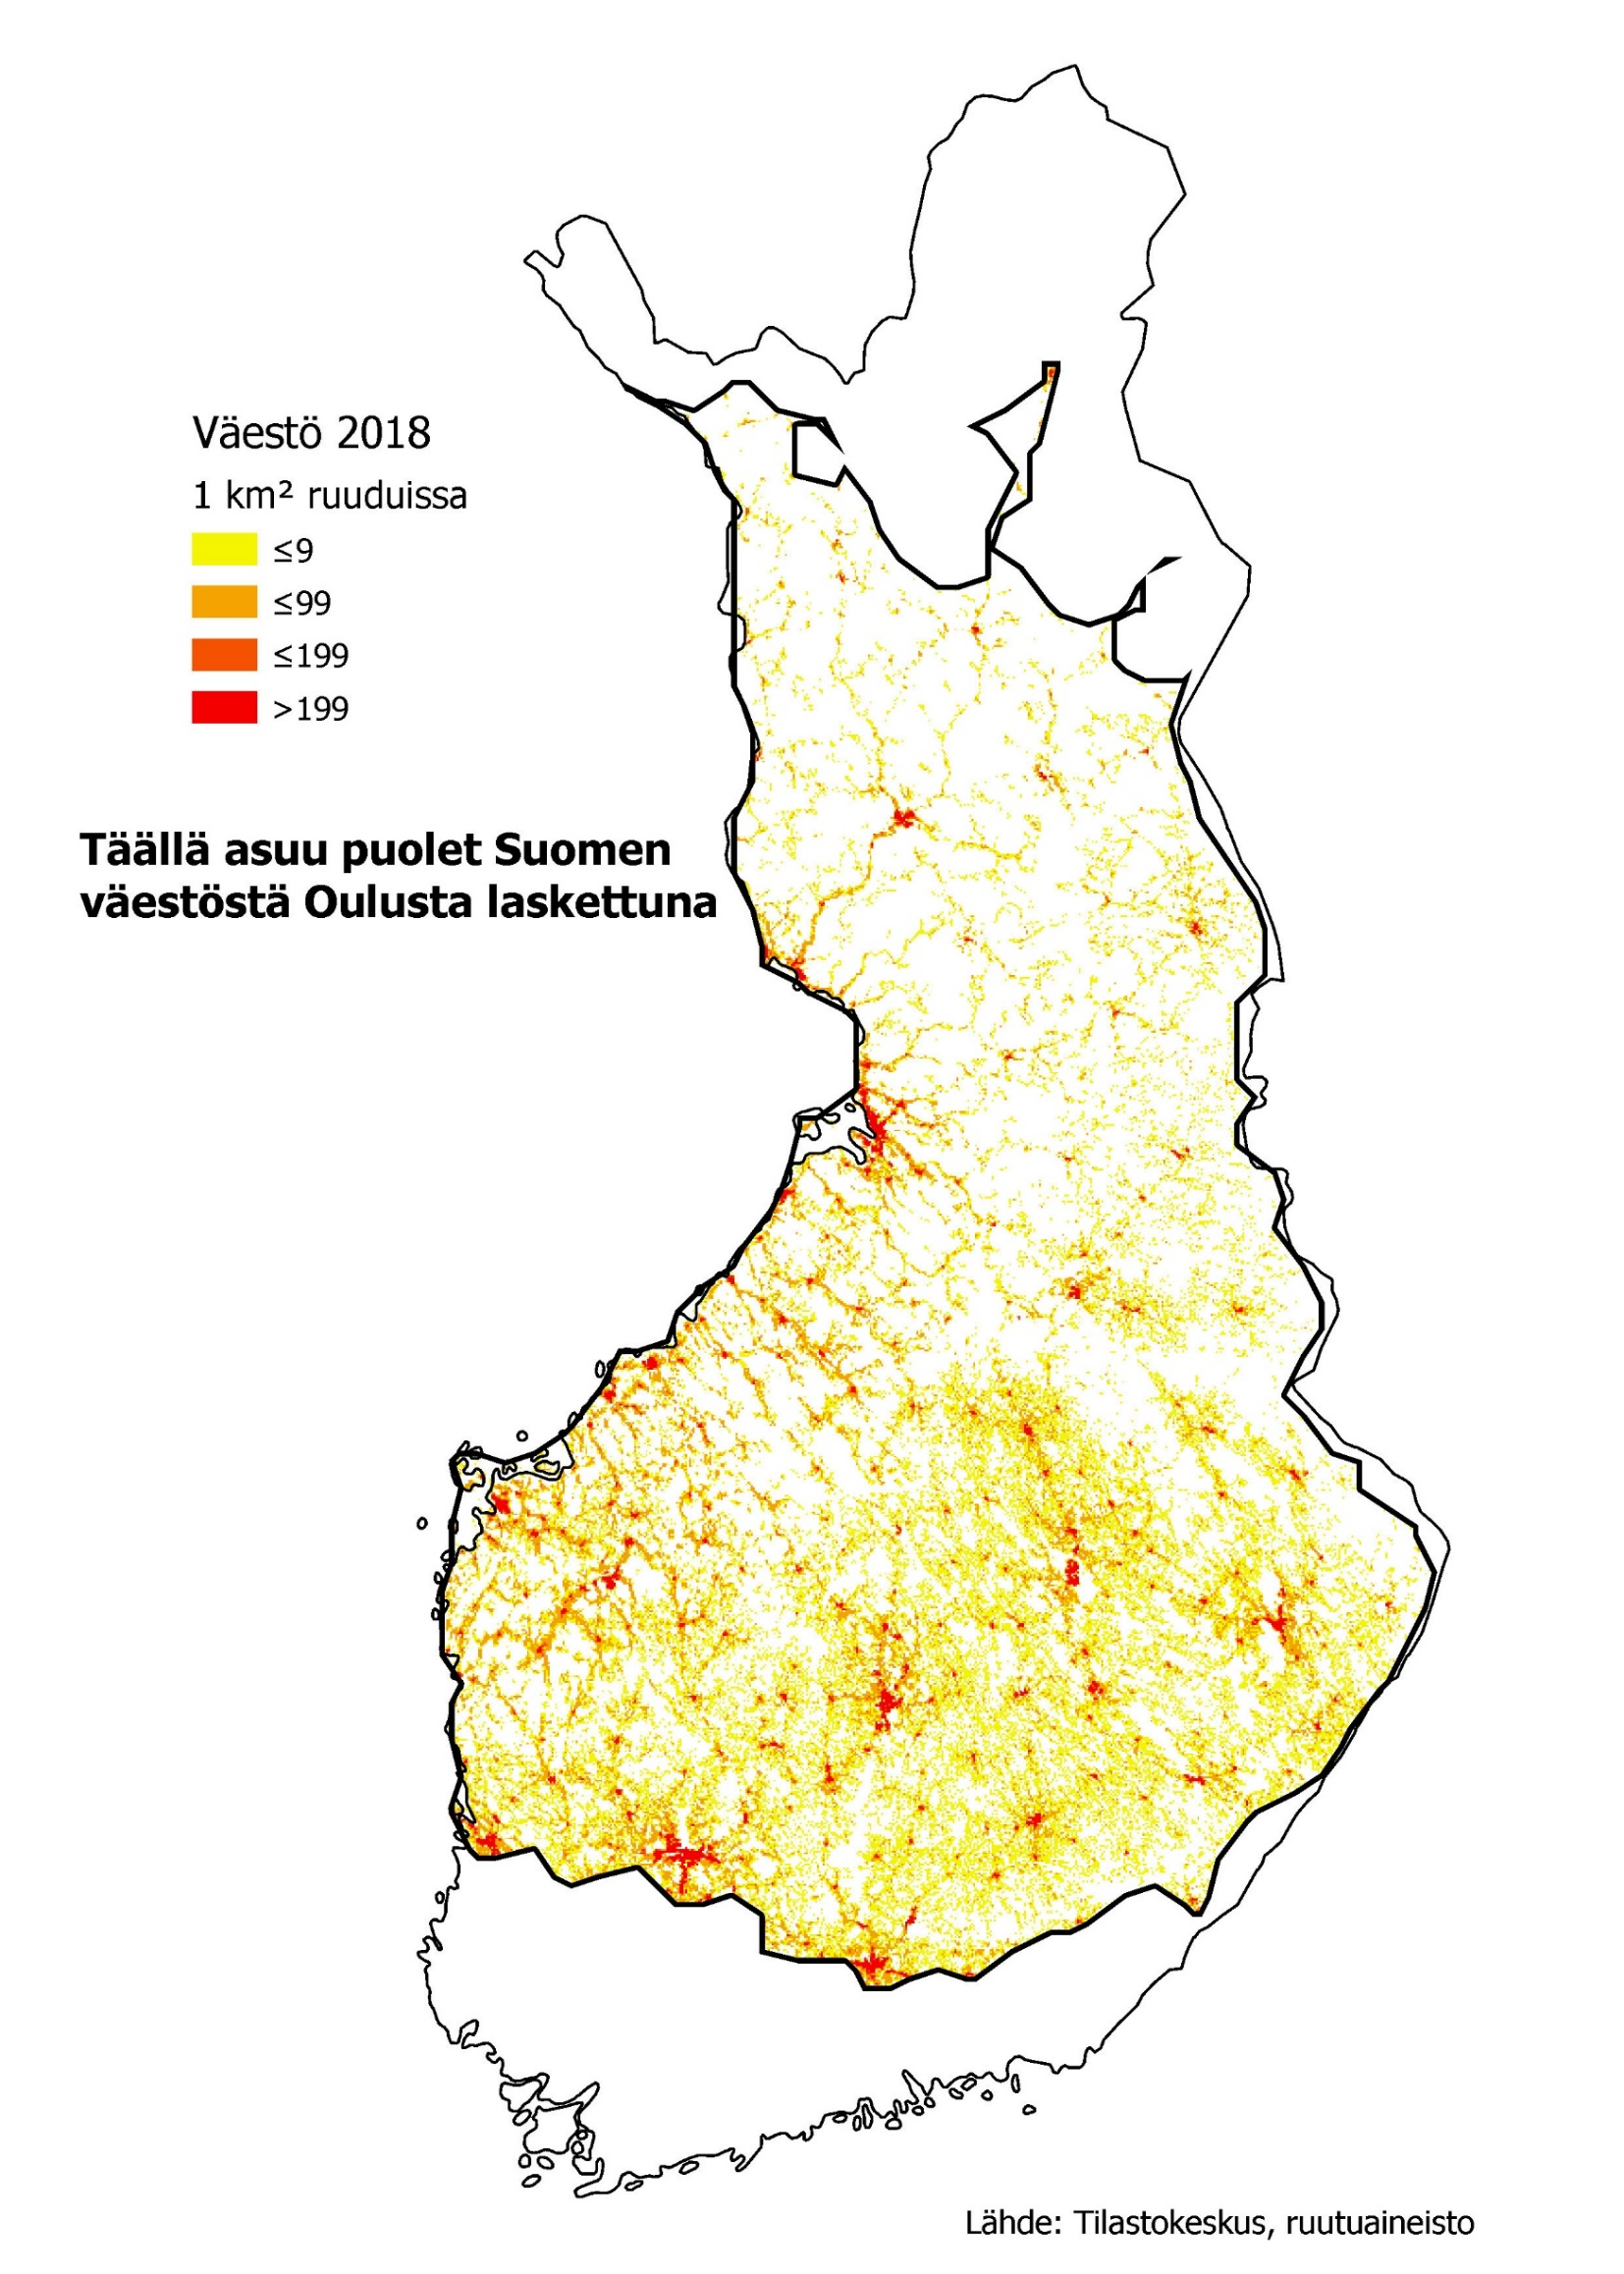 Väestö 2018
1 km² ruuduissa
≤9
≤99
≤199
>199
Täällä asuu puolet Suomen
väestöstä Oulusta laskettuna
Lähde: Tilastokeskus, ruutuaineisto